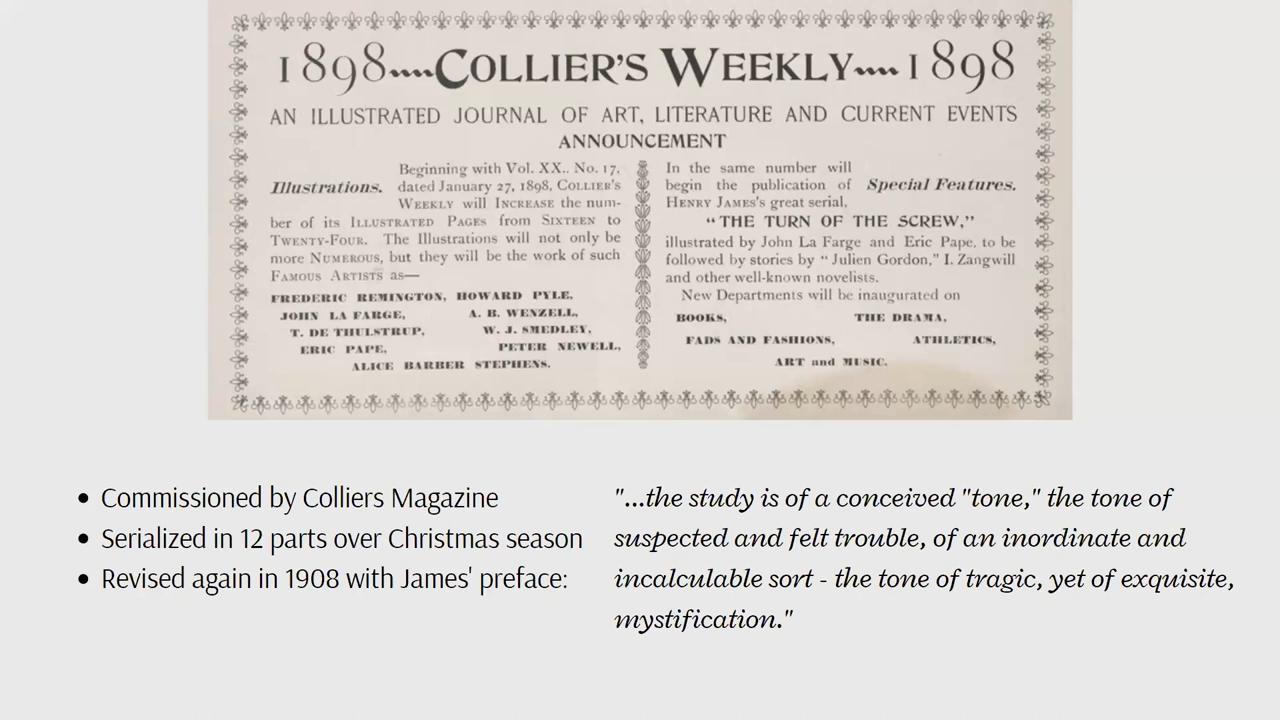 1898 COLLIER'S WEEKLY 1898
AN ILLUSTRATED JOURNAL OF ART, LITERATURE AND CURRENT EVENTS
ANNOUNCEMENT
Illustrations.
Beginning with Vol. XX.. No. 17,
dated January 27, 1898, COLLIER'S
WEEKLY will INCREASE the num-
ber of its ILLUSTRATED PAGES from SIXTEEN to
TWENTY-FOUR. The Illustrations will not only be
more NUMEROUS, but they will be the work of such
FAMOUS ARTISTS as—
FREDERIC REMINGTON, HOWARD PYLE,
JOHN LA FARGE, A. B. WENZELL,
T. DE THULSTRUP, W. J. SMEDLEY,
ERIC PAPE, PETER NEWELL,
ALICE BARBER STEPHENS.
In the same number will
begin the publication of
HENRY JAMES's great serial,
Special Features.
"THE TURN OF THE SCREW,"
illustrated by John La Farge and Eric Pape, to be
followed by stories by "Julien Gordon," I. Zangwill
and other well-known novelists.
New Departments will be inaugurated on
BOOKS, THE DRAMA,
FADS AND FASHIONS, ATHLETICS,
ART and MUSIC.
• Commissioned by Colliers Magazine
• Serialized in 12 parts over Christmas season
• Revised again in 1908 with James' preface:
"...the study is of a conceived "tone," the tone of
suspected and felt trouble, of an inordinate and
incalculable sort - the tone of tragic, yet of exquisite,
mystification."